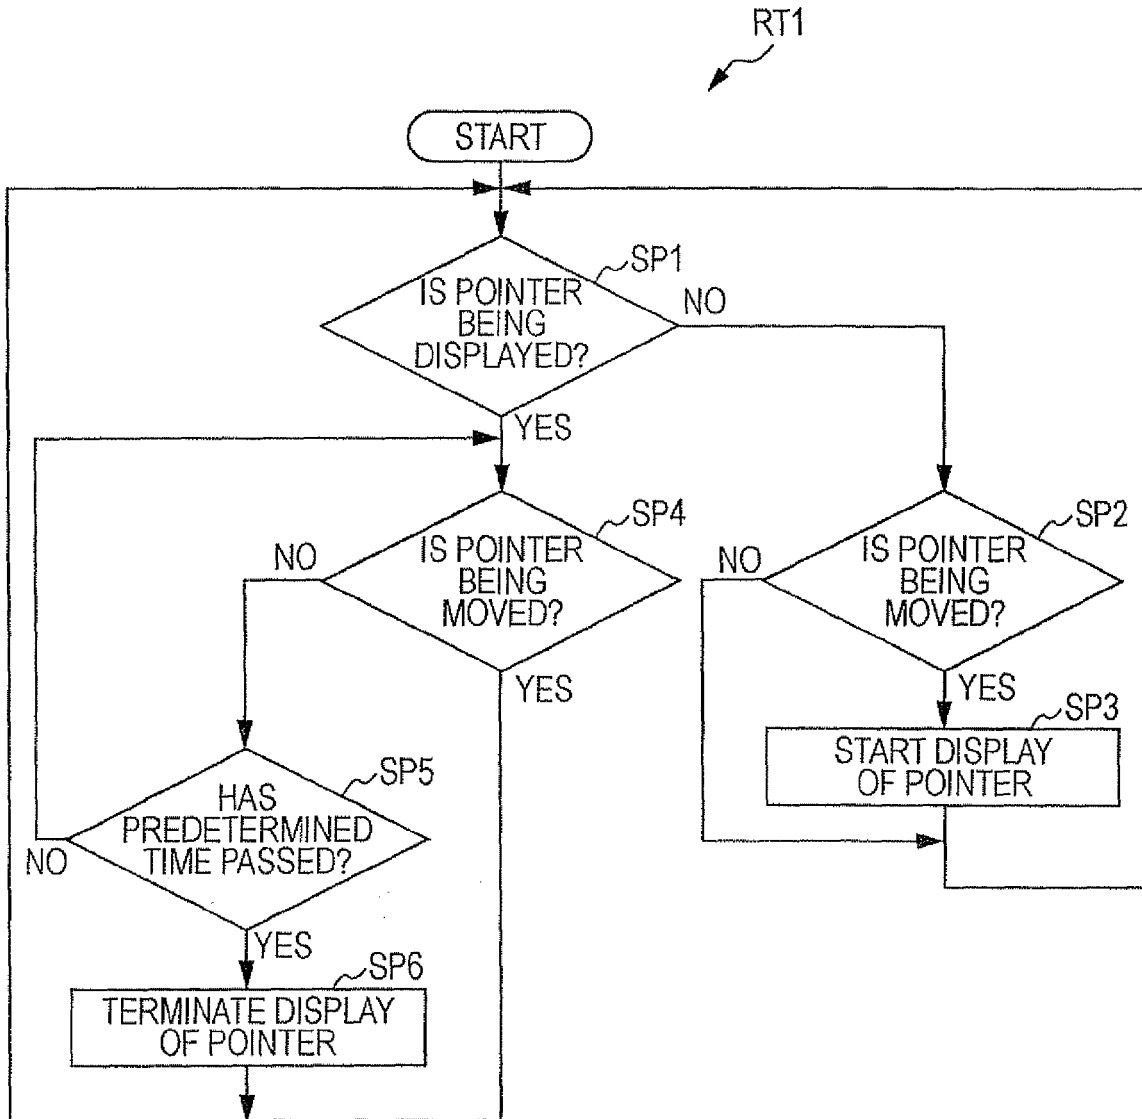 RT1
START
SP1
IS POINTER
BEING
DISPLAYED?
NO
YES
SP4
IS POINTER
BEING
MOVED?
NO
YES
SP2
IS POINTER
BEING
MOVED?
NO
YES
SP3
START DISPLAY
OF POINTER
SP5
HAS
PREDETERMINED
TIME PASSED?
NO
YES
SP6
TERMINATE DISPLAY
OF POINTER